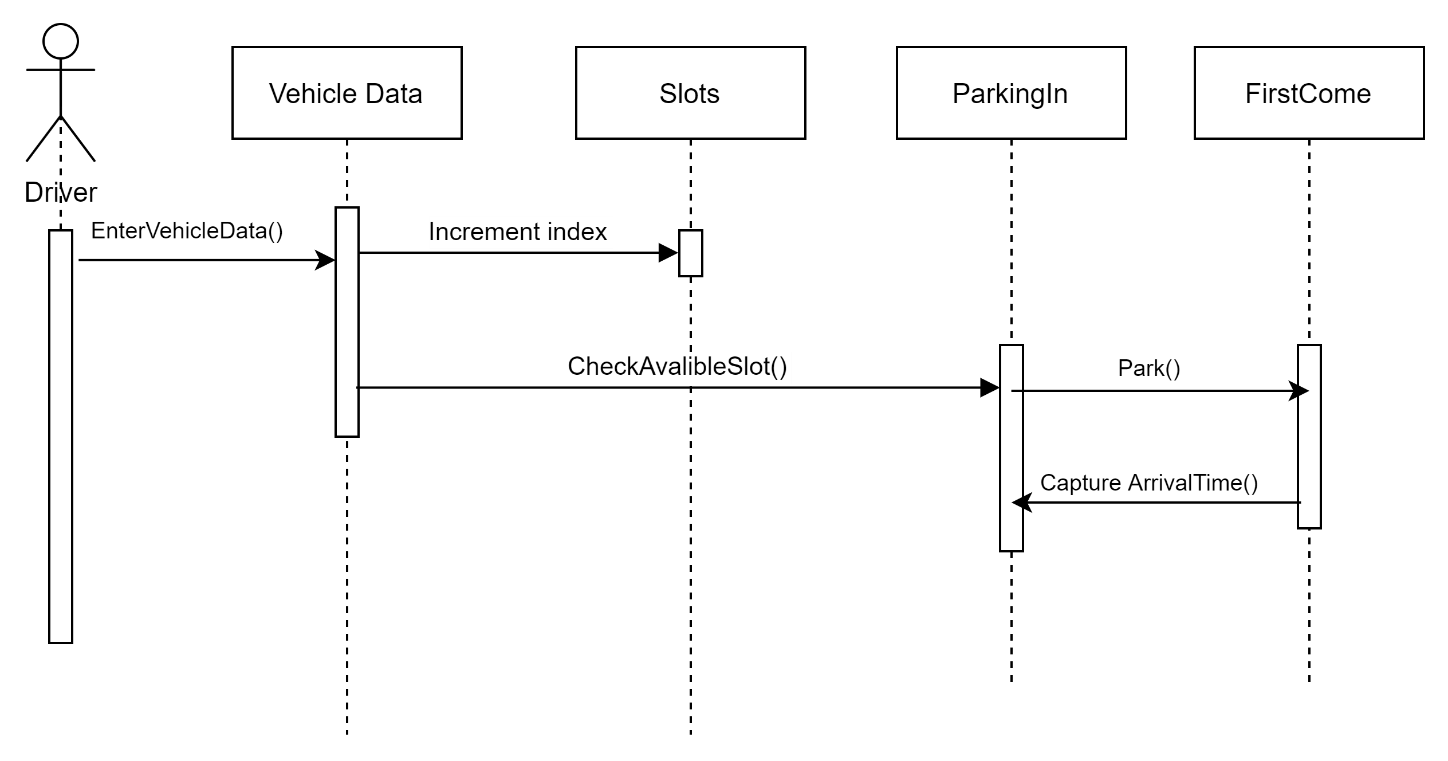 Vehicle Data
Slots
ParkingIn
FirstCome
Driver
EnterVehicleData()
Increment index
CheckAvalibleSlot()
Park()
Capture ArrivalTime()